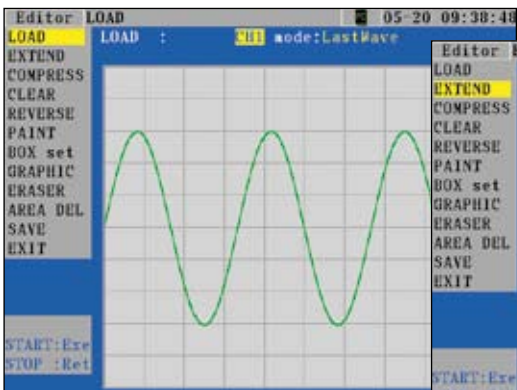 Editor LOAD 05-20 09:38:48
LOAD
LOAD : CH1 mode:LastWave
EXTEND
COMPRESS
CLEAR
REVERSE
PAINT
BOX set
GRAPHIC
ERASER
AREA DEL
SAVE
EXIT
START:Exe
STOP :Ret
Editor
LOAD
EXTEND
COMPRESS
CLEAR
REVERSE
PAINT
BOX set
GRAPHIC
ERASER
AREA DEL
SAVE
EXIT
START:Exe